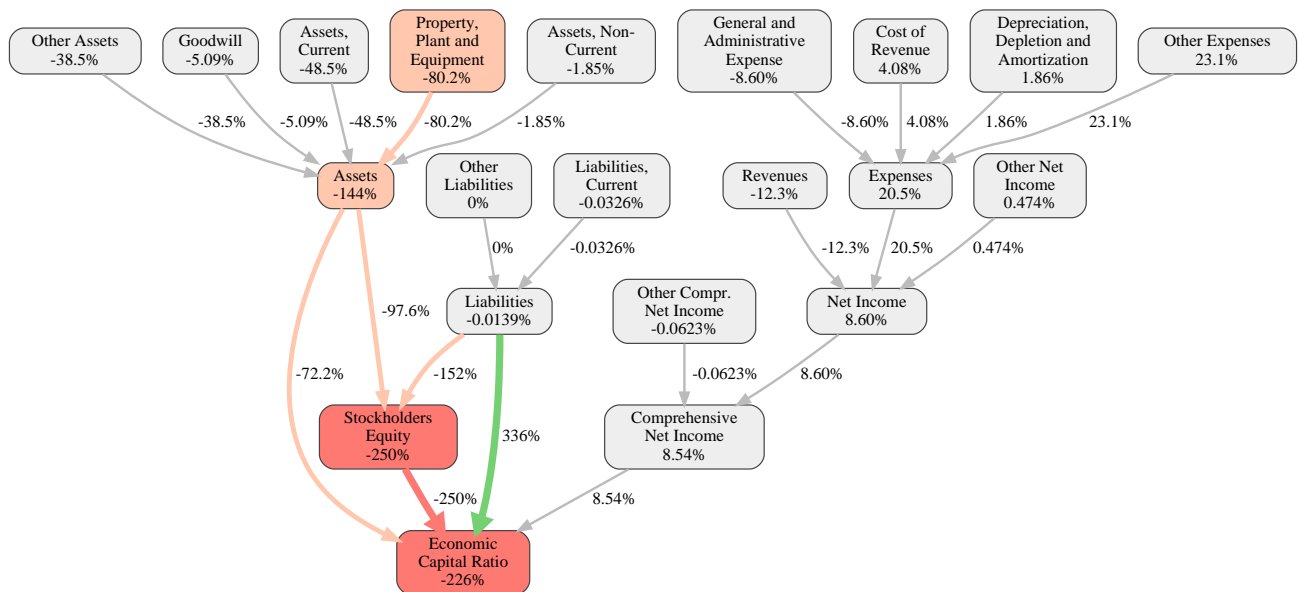 Other Assets
-38.5%
Goodwill
-5.09%
Assets,
Current
-48.5%
Property,
Plant and
Equipment
-80.2%
Assets, Non-
Current
-1.85%
General and
Administrative
Expense
-8.60%
Cost of
Revenue
4.08%
Depreciation,
Depletion and
Amortization
1.86%
Other Expenses
23.1%
-38.5%
-5.09%
-48.5%
-80.2%
-1.85%
-8.60%
4.08%
1.86%
23.1%
Assets
-144%
Other
Liabilities
0%
Liabilities,
Current
-0.0326%
Revenues
-12.3%
Expenses
20.5%
Other Net
Income
0.474%
0%
-0.0326%
-12.3%
20.5%
0.474%
Liabilities
-0.0139%
Other Compr.
Net Income
-0.0623%
Net Income
8.60%
-97.6%
-72.2%
-152%
-0.0623%
8.60%
Stockholders
Equity
-250%
336%
Comprehensive
Net Income
8.54%
-250%
8.54%
Economic
Capital Ratio
-226%